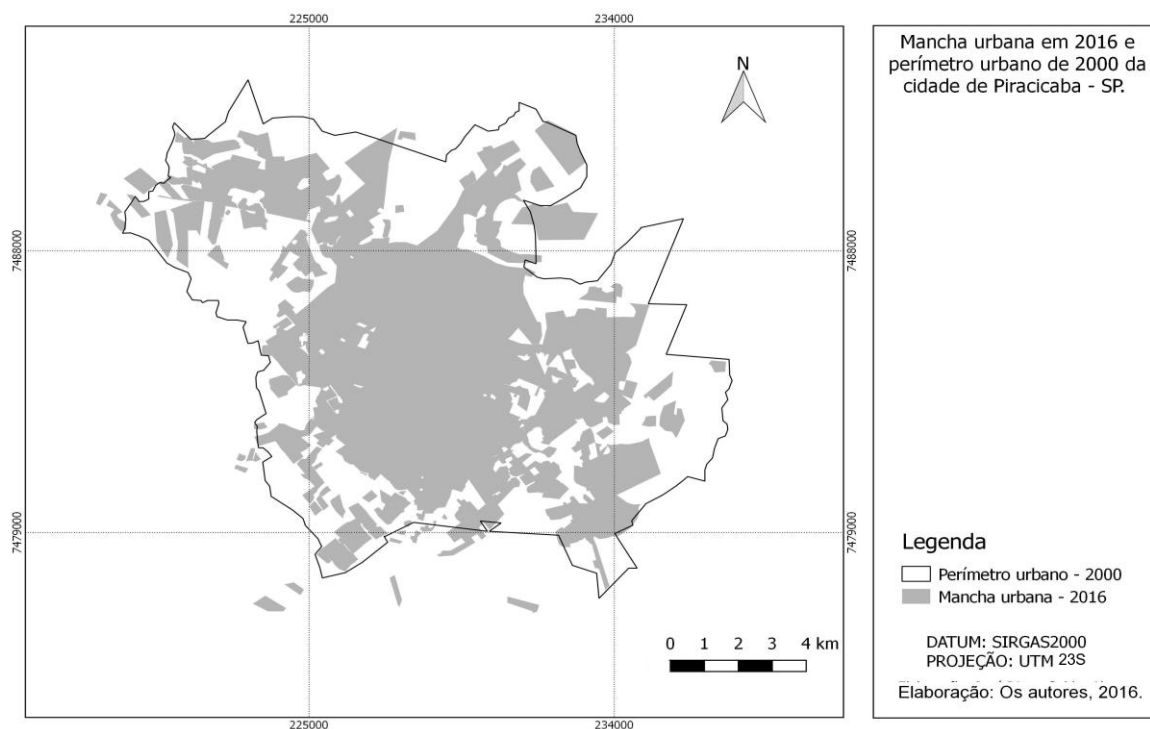 225000
234000
N
7488000
7488000
7479000
7479000
0 1 2 3 4 km
225000
234000
Mancha urbana em 2016 e
perímetro urbano de 2000 da
cidade de Piracicaba - SP.
Legenda
Perímetro urbano - 2000
Mancha urbana - 2016
DATUM: SIRGAS2000
PROJEÇÃO: UTM 23S
Elaboração: Os autores, 2016.